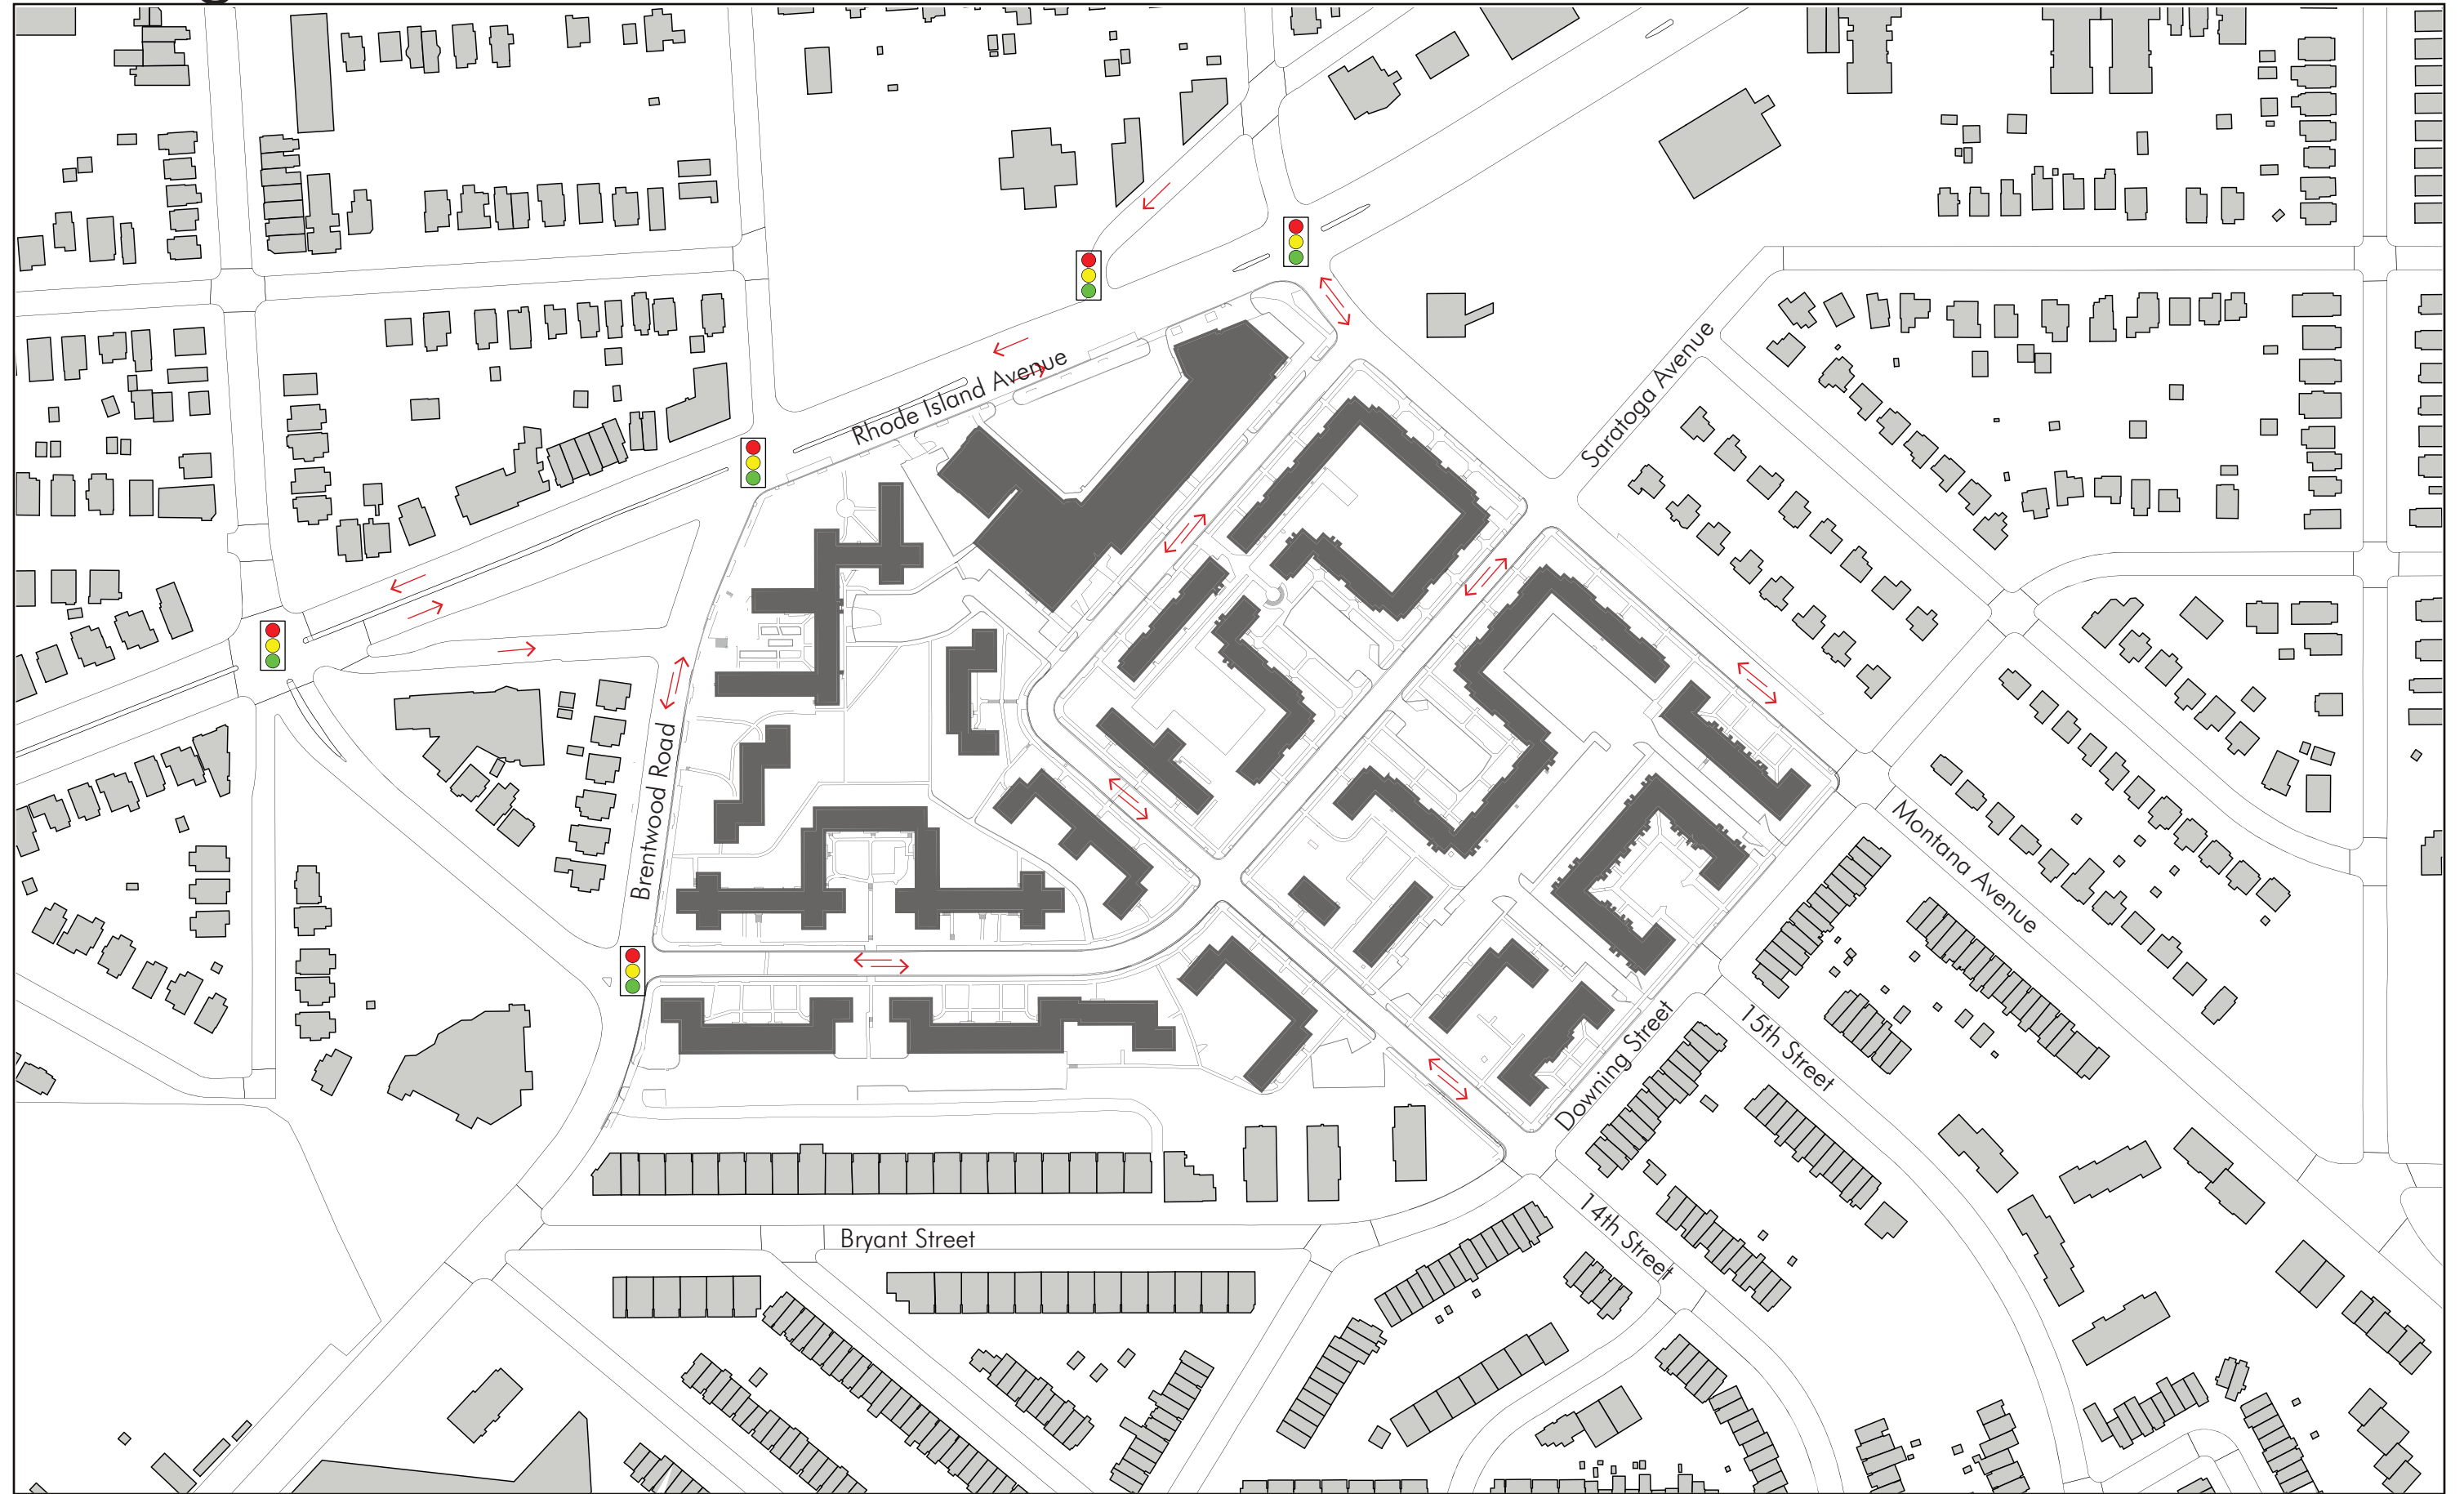 Rhode Island Avenue
Saratoga Avenue
Brentwood Road
Montana Avenue
15th Street
Downing Street
14th Street
Bryant Street